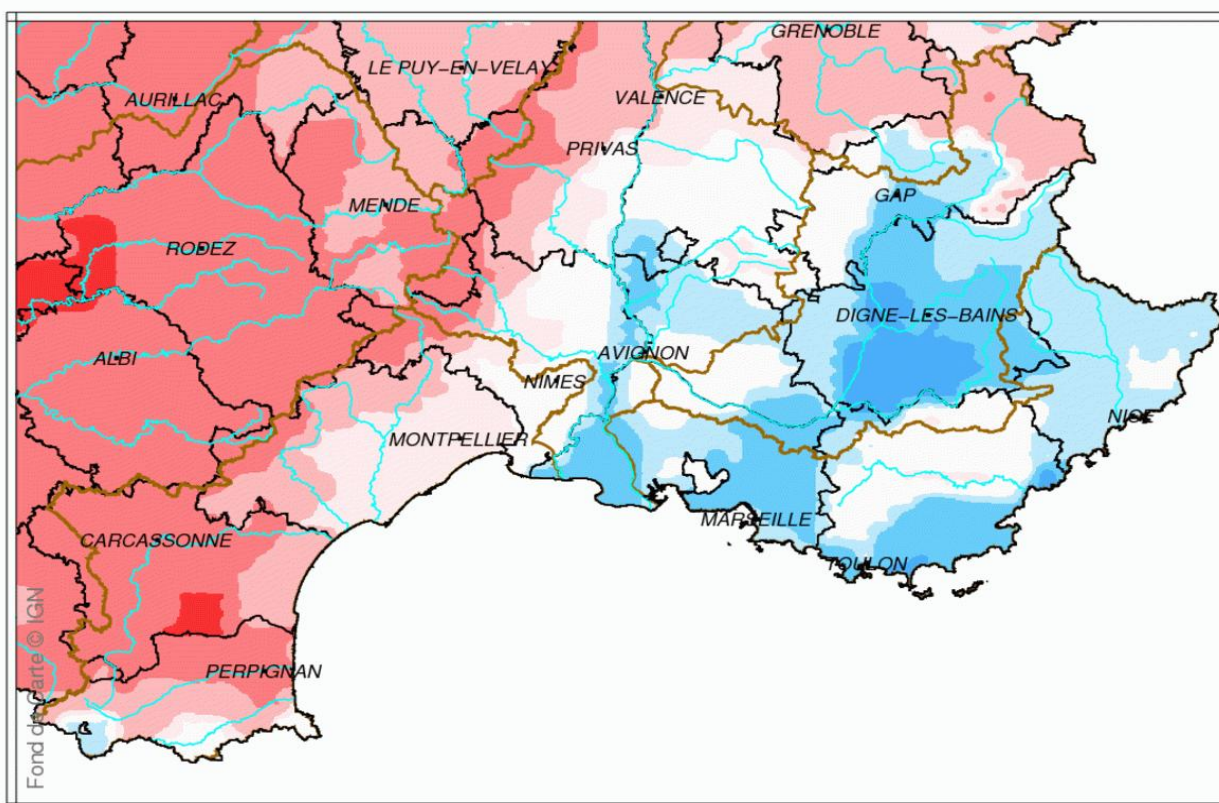 GRENOBLE
LE PUY-EN-VELAY
AURILLAC
VALENCE
PRIVAS
GAP
MENDE
RODEZ
DIGNE-LES-BAINS
ALBI
AVIGNON
NIMES
NICE
MONTPELLIER
MARSEILLE
CARCASSONNE
TOULON
PERPIGNAN
Fond de carte © IGN